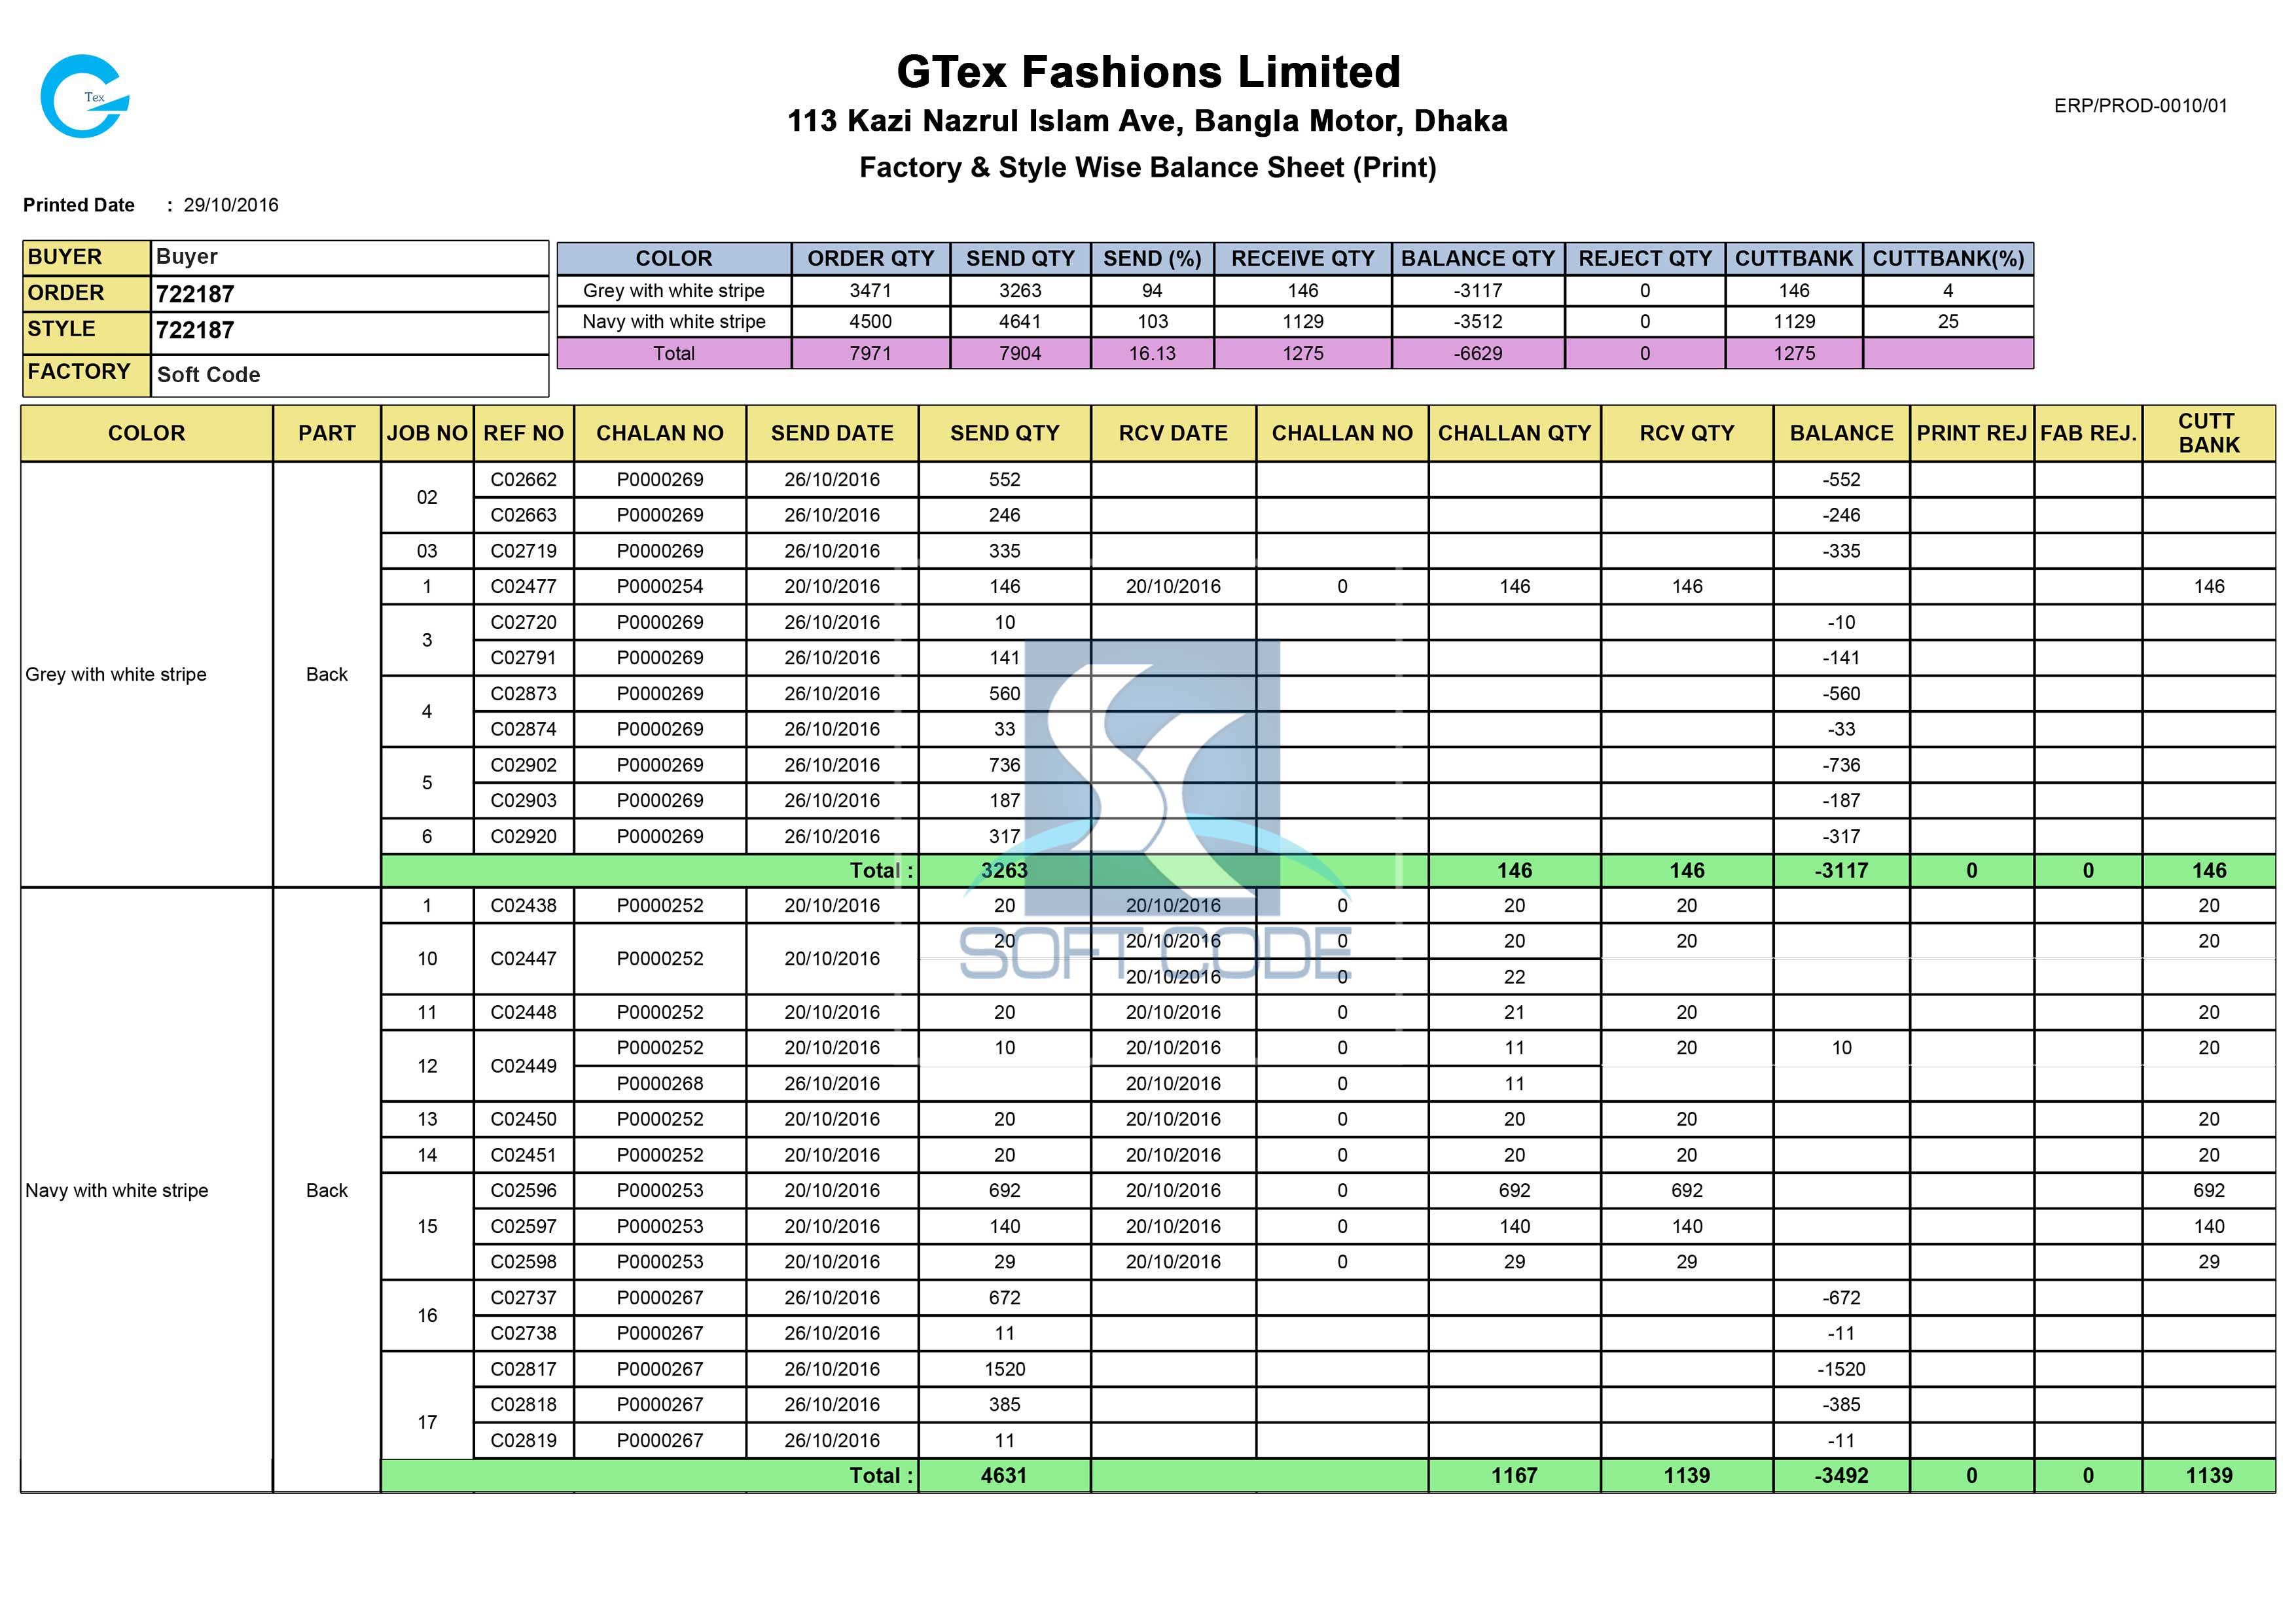 Tex
GTex Fashions Limited
113 Kazi Nazrul Islam Ave, Bangla Motor, Dhaka
ERP/PROD-0010/01
Factory & Style Wise Balance Sheet (Print)
Printed Date : 29/10/2016
BUYER Buyer
ORDER 722187
STYLE 722187
FACTORY Soft Code
COLOR ORDER QTY SEND QTY SEND (%) RECEIVE QTY BALANCE QTY REJECT QTY CUTTBANK CUTTBANK(%)
Grey with white stripe 3471 3263 94 146 -3117 0 146 4
Navy with white stripe 4500 4641 103 1129 -3512 0 1129 25
Total 7971 7904 16.13 1275 -6629 0 1275
COLOR PART JOB NO REF NO CHALAN NO SEND DATE SEND QTY RCV DATE CHALLAN NO CHALLAN QTY RCV QTY BALANCE PRINT REJ FAB REJ. CUTT BANK
Grey with white stripe Back
02 C02662 P0000269 26/10/2016 552 -552
C02663 P0000269 26/10/2016 246 -246
03 C02719 P0000269 26/10/2016 335 -335
1 C02477 P0000254 20/10/2016 146 20/10/2016 0 146 146 146
3 C02720 P0000269 26/10/2016 10 -10
C02791 P0000269 26/10/2016 141 -141
4 C02873 P0000269 26/10/2016 560 -560
C02874 P0000269 26/10/2016 33 -33
5 C02902 P0000269 26/10/2016 736 -736
C02903 P0000269 26/10/2016 187 -187
6 C02920 P0000269 26/10/2016 317 -317
Total : 3263 146 146 -3117 0 0 146
Navy with white stripe Back
1 C02438 P0000252 20/10/2016 20 20/10/2016 0 20 20 20
10 C02447 P0000252 20/10/2016 20 20/10/2016 0 20 20 20
20/10/2016 0 22
SOFT CODE
11 C02448 P0000252 20/10/2016 20 20/10/2016 0 21 20 20
12 C02449 P0000252 20/10/2016 10 20/10/2016 0 11 20 10 20
P0000268 26/10/2016 20/10/2016 0 11
13 C02450 P0000252 20/10/2016 20 20/10/2016 0 20 20 20
14 C02451 P0000252 20/10/2016 20 20/10/2016 0 20 20 20
15 C02596 P0000253 20/10/2016 692 20/10/2016 0 692 692 692
C02597 P0000253 20/10/2016 140 20/10/2016 0 140 140 140
C02598 P0000253 20/10/2016 29 20/10/2016 0 29 29 29
16 C02737 P0000267 26/10/2016 672 -672
C02738 P0000267 26/10/2016 11 -11
17 C02817 P0000267 26/10/2016 1520 -1520
C02818 P0000267 26/10/2016 385 -385
C02819 P0000267 26/10/2016 11 -11
Total : 4631 1167 1139 -3492 0 0 1139